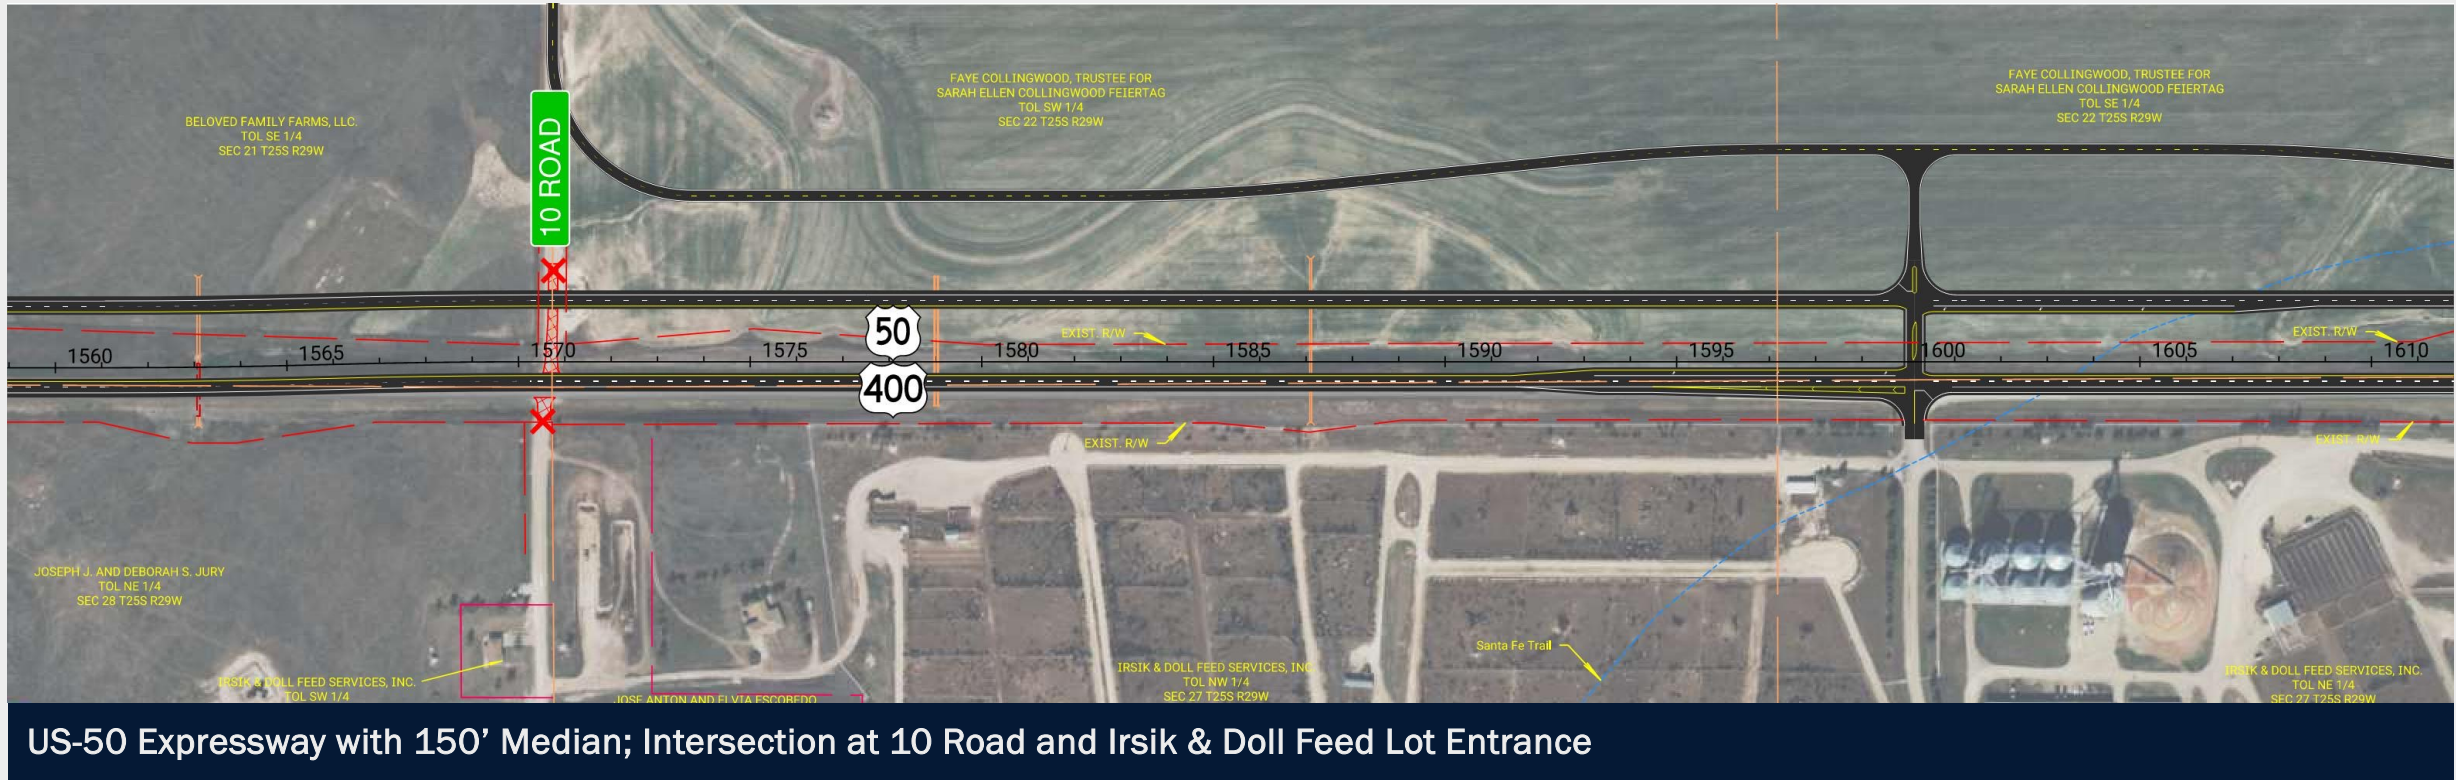 BELOVED FAMILY FARMS, LLC.
TOL SE 1/4
SEC 21 T25S R29W
10 ROAD
FAYE COLLINGWOOD, TRUSTEE FOR
SARAH ELLEN COLLINGWOOD FEIERTAG
TOL SW 1/4
SEC 22 T25S R29W
FAYE COLLINGWOOD, TRUSTEE FOR
SARAH ELLEN COLLINGWOOD FEIERTAG
TOL SE 1/4
SEC 22 T25S R29W
50
400
EXIST. R/W
EXIST. R/W
1560 1565 1570 1575 1580 1585 1590 1595 1600 1605 1610
EXIST. R/W
EXIST. R/W
JOSEPH J. AND DEBORAH S. JURY
TOL NE 1/4
SEC 28 T25S R29W
IRSIK & DOLL FEED SERVICES, INC.
TOL SW 1/4
JOSE ANTON AND ELVIA ESCOBEDO
IRSIK & DOLL FEED SERVICES, INC
TOL NW 1/4
SEC 27 T25S R29W
Santa Fe Trail
IRSIK & DOLL FEED SERVICES, INC.
TOL NE 1/4
SEC 27 T25S R29W
US-50 Expressway with 150’ Median; Intersection at 10 Road and Irsik & Doll Feed Lot Entrance